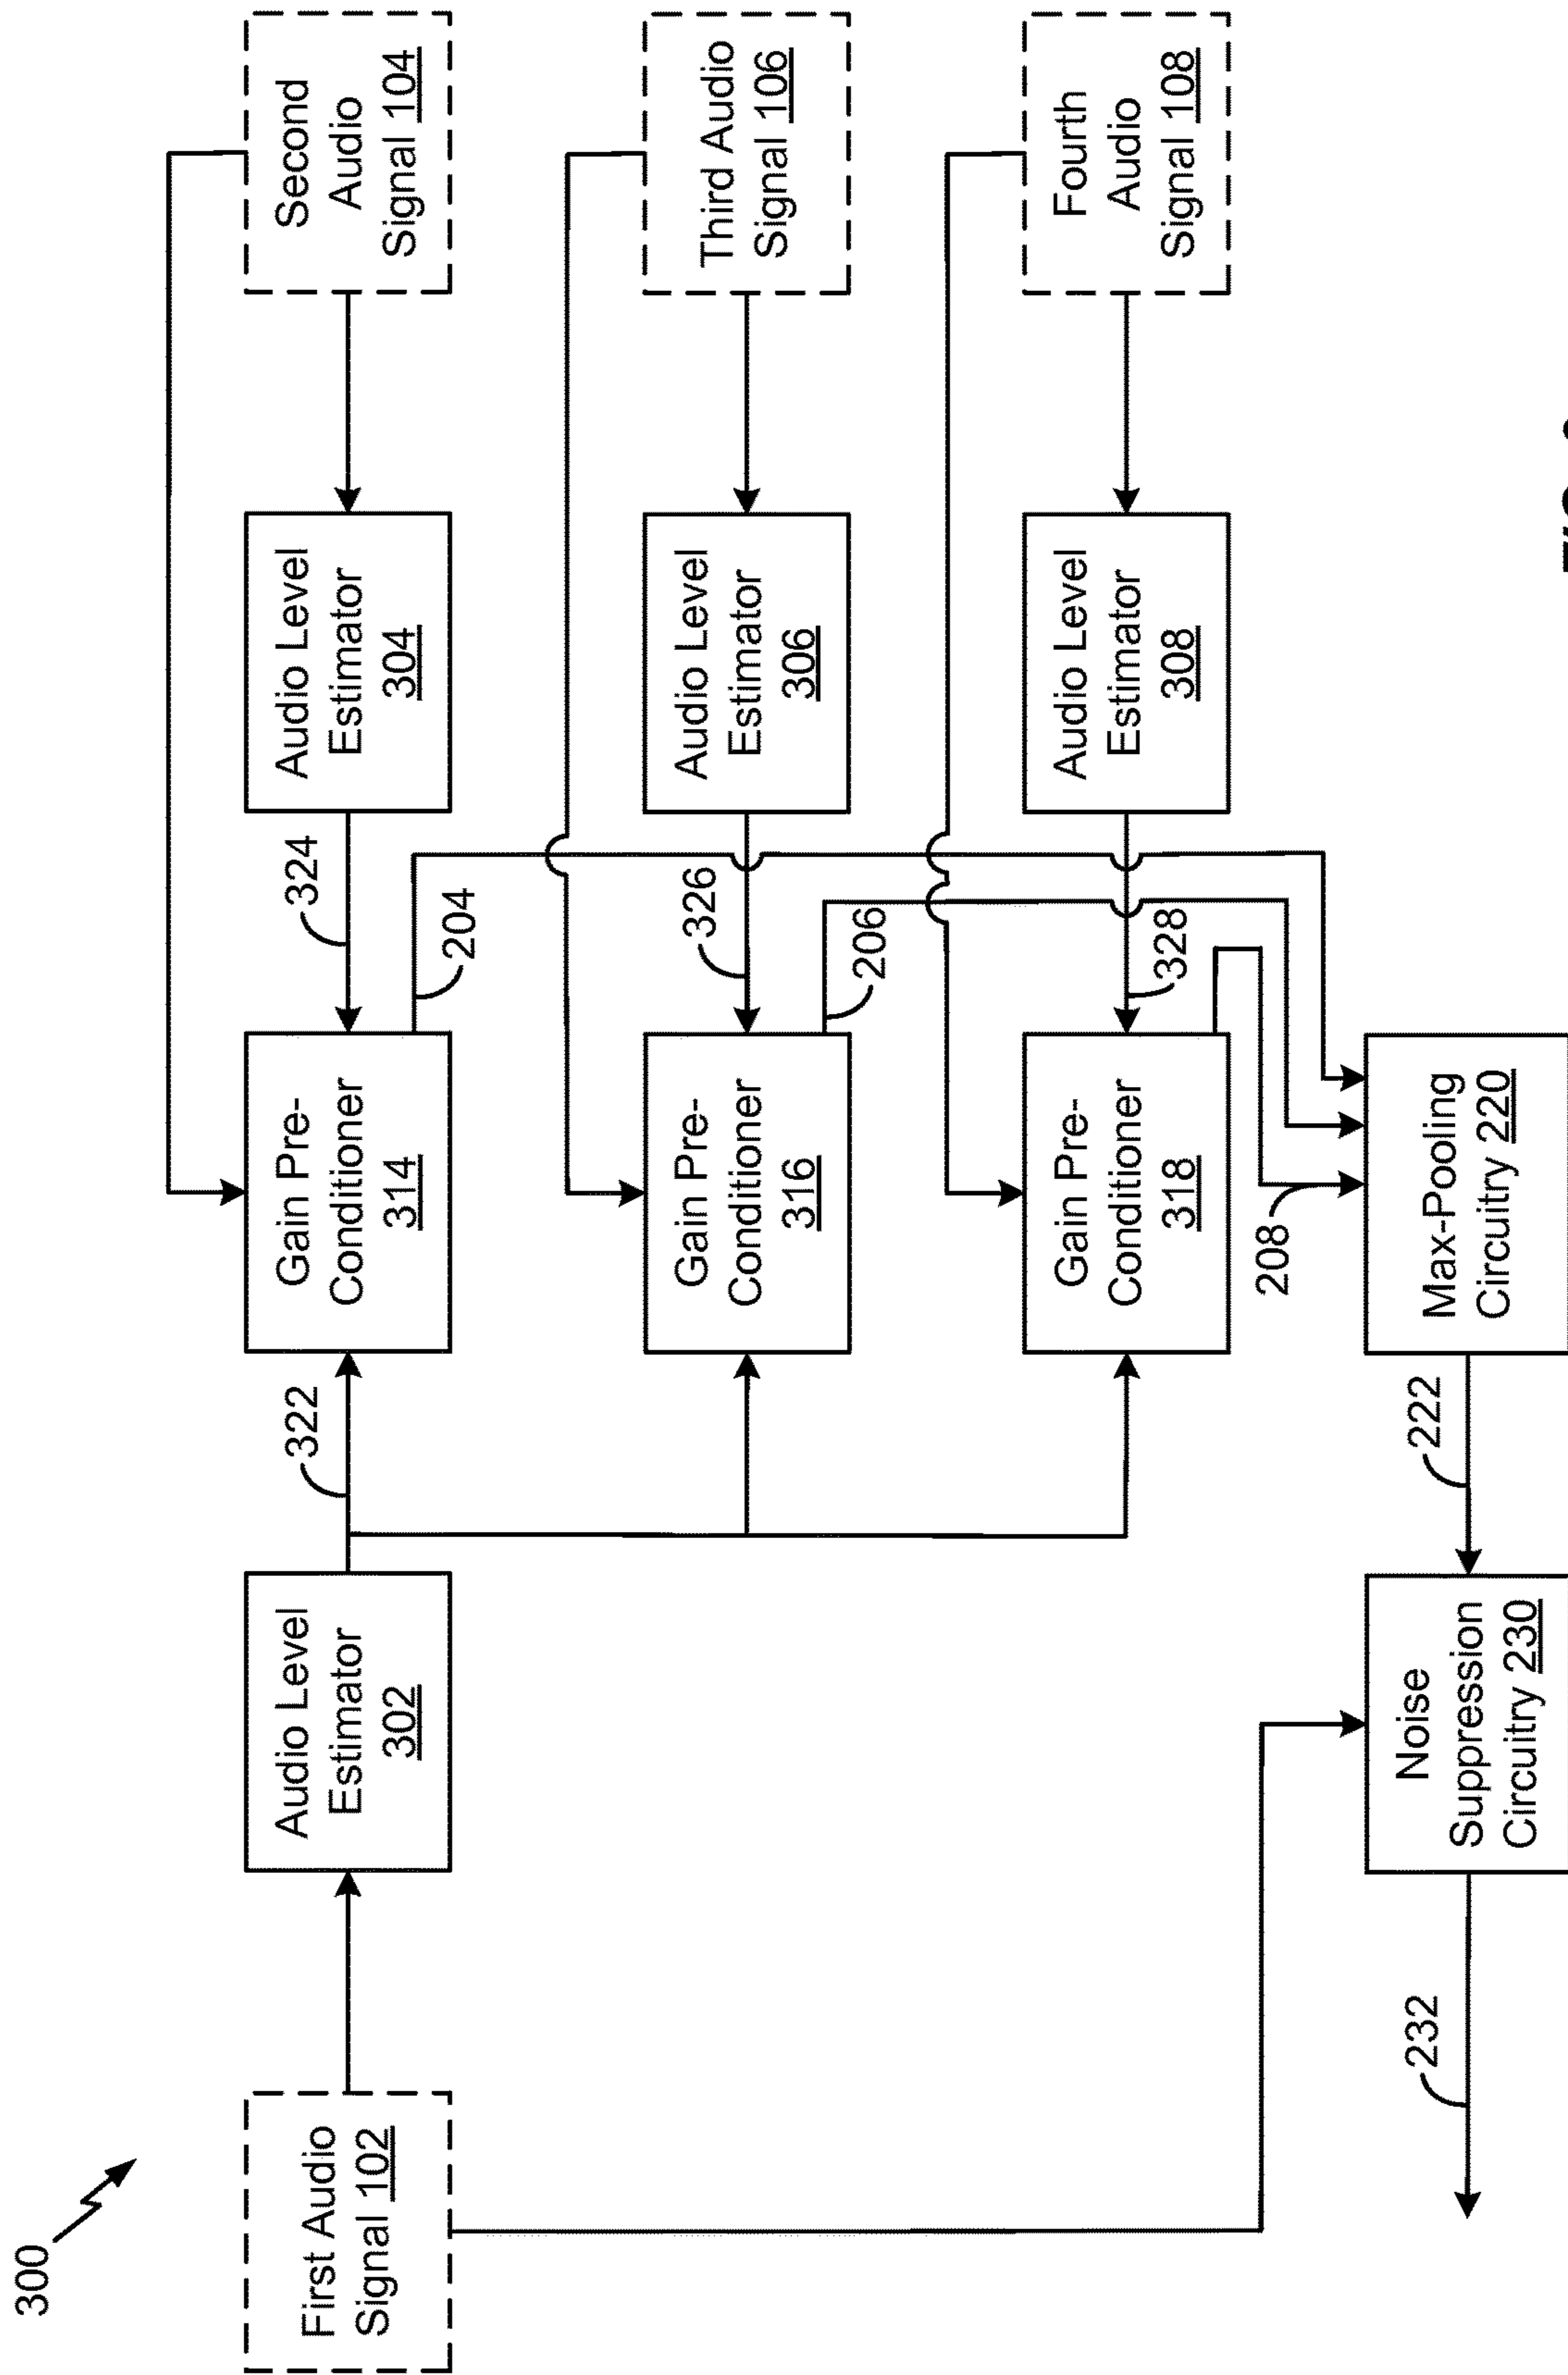 300
First Audio
Signal 102
Audio Level
Estimator
302
322
Gain Pre-
Conditioner
314
324
Audio Level
Estimator
304
Second
Audio
Signal 104
204
Gain Pre-
Conditioner
316
326
Audio Level
Estimator
306
Third Audio
Signal 106
206
Gain Pre-
Conditioner
318
328
Audio Level
Estimator
308
Fourth
Audio
Signal 108
208
232
Noise
Suppression
Circuitry 230
222
Max-Pooling
Circuitry 220